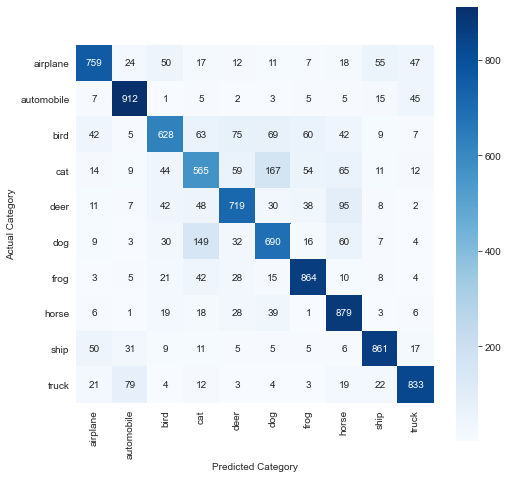 airplane 759 24 50 17 12 11 7 18 55 47
automobile 7 912 1 5 2 3 5 5 15 45
bird 42 5 628 63 75 69 60 42 9 7
cat 14 9 44 565 59 167 54 65 11 12
deer 11 7 42 48 719 30 38 95 8 2
dog 9 3 30 149 32 690 16 60 7 4
frog 3 5 21 42 28 15 864 10 8 4
horse 6 1 19 18 28 39 1 879 3 6
ship 50 31 9 11 5 5 5 6 861 17
truck 21 79 4 12 3 4 3 19 22 833
airplane automobile bird cat deer dog frog horse ship truck
Predicted Category
Actual Category
800
600
400
200